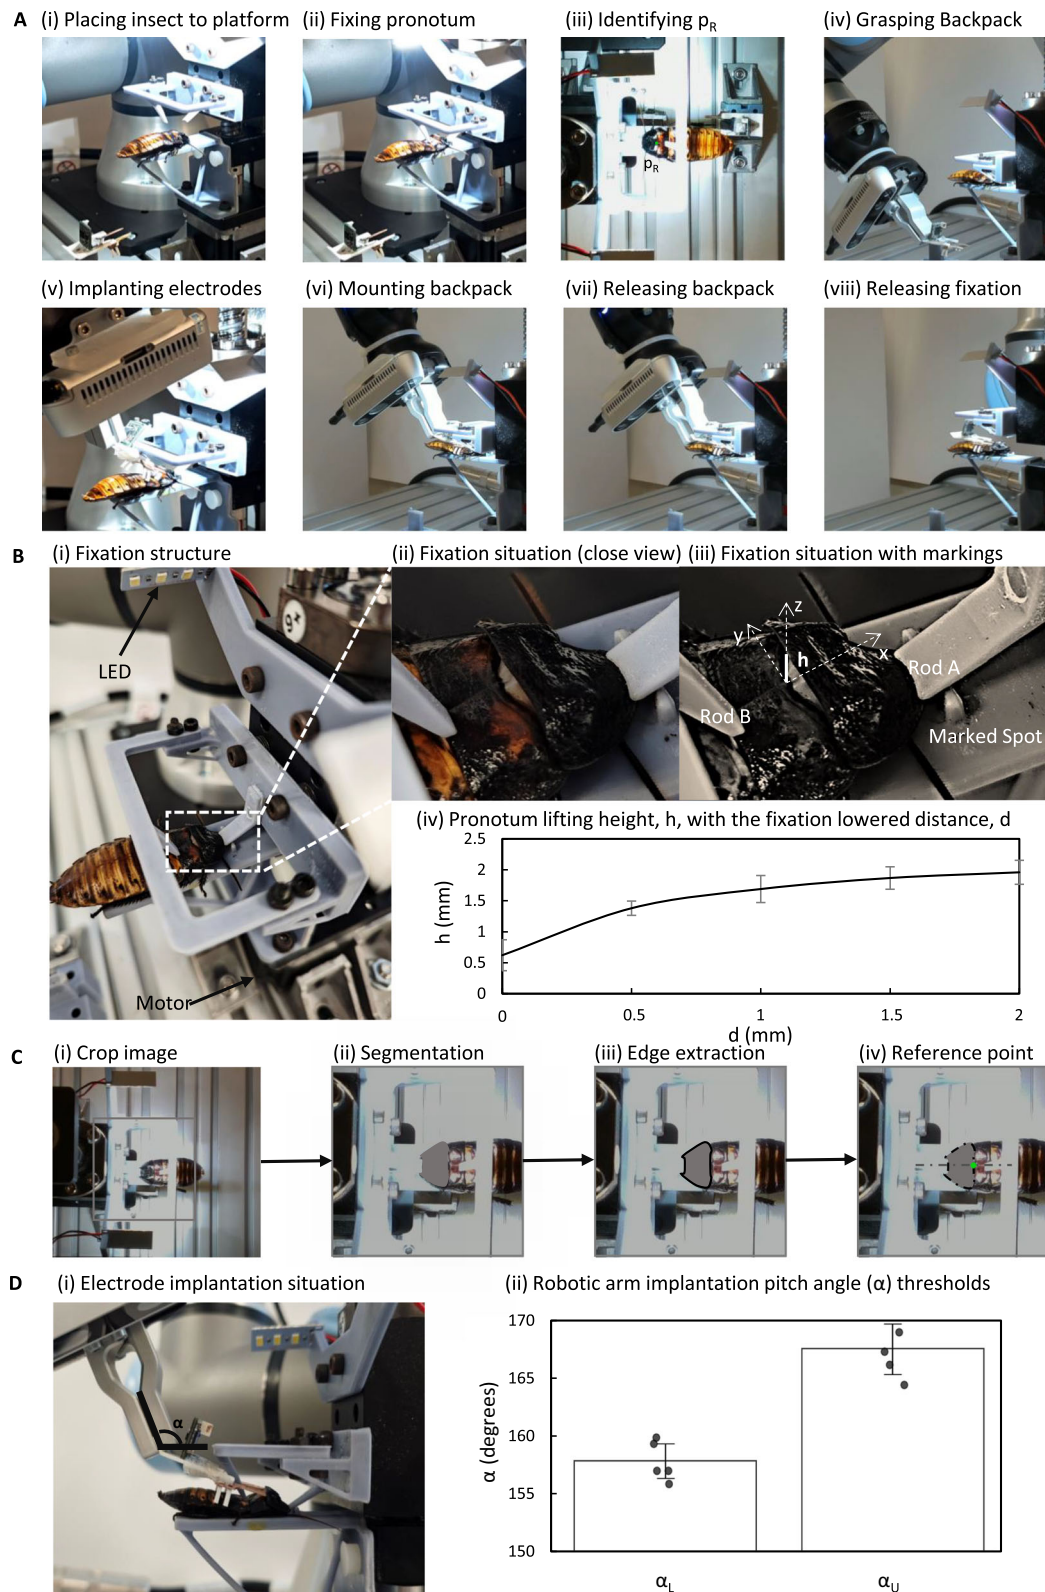 A (i) Placing insect to platform (ii) Fixing pronotum (iii) Identifying pR (iv) Grasping Backpack
pR
(v) Implanting electrodes (vi) Mounting backpack (vii) Releasing backpack (viii) Releasing fixation
B (i) Fixation structure (ii) Fixation situation (close view) (iii) Fixation situation with markings
LED
Motor
z
y
x
h
Rod A
Rod B
Marked Spot
(iv) Pronotum lifting height, h, with the fixation lowered distance, d
h (mm)
2.5
2
1.5
1
0.5
0
0 0.5 1 1.5 2
d (mm)
C (i) Crop image (ii) Segmentation (iii) Edge extraction (iv) Reference point
D (i) Electrode implantation situation (ii) Robotic arm implantation pitch angle (α) thresholds
α
α (degrees)
170
165
160
155
150
αL αU